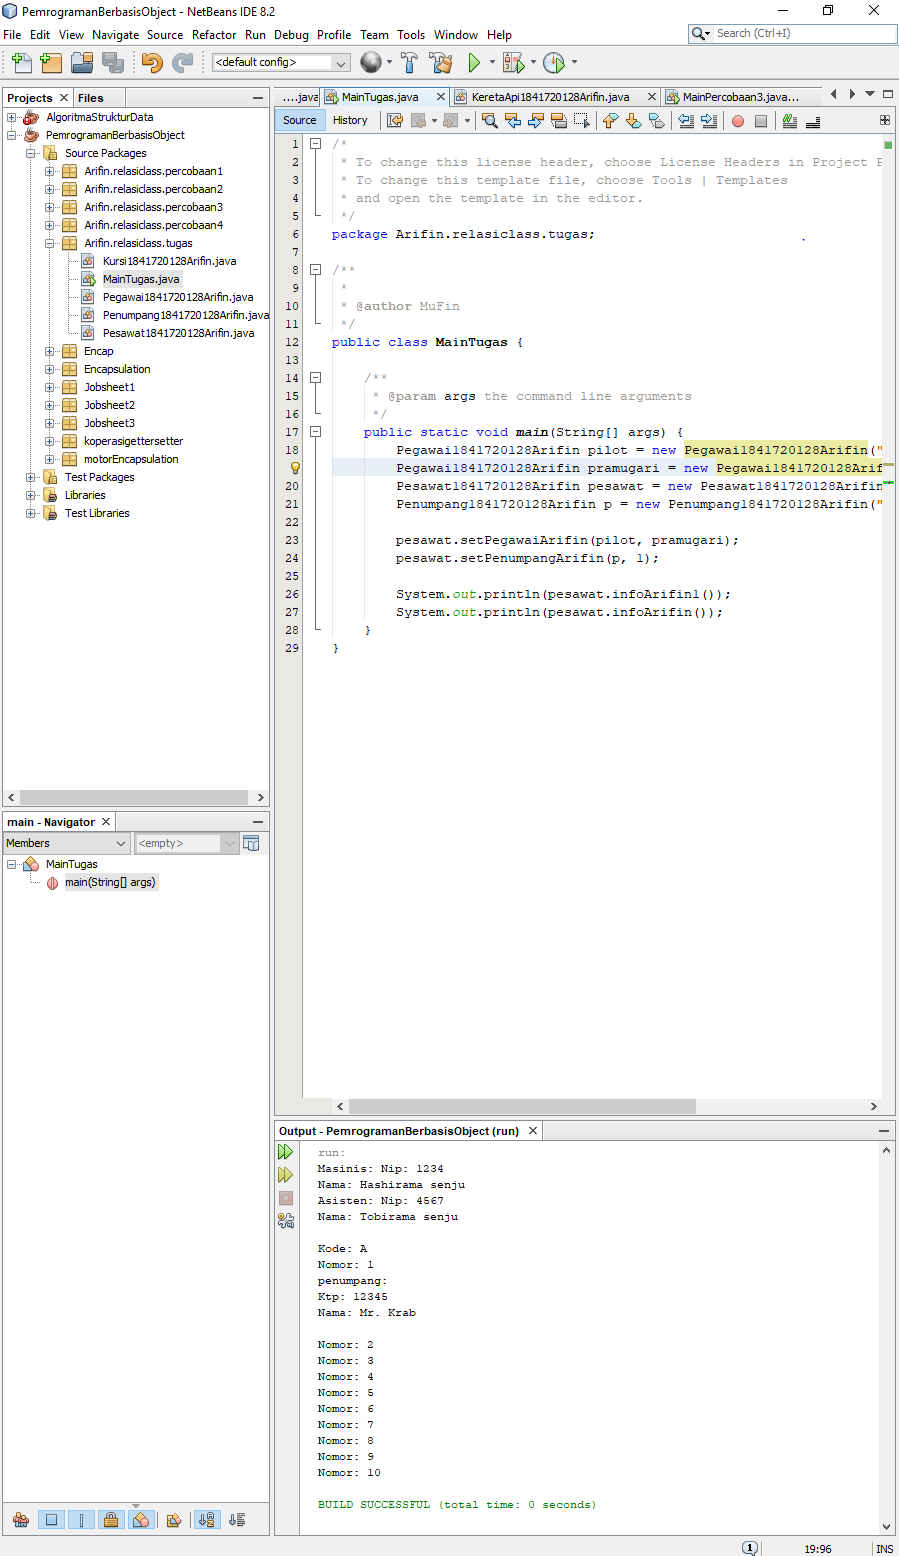 PemrogramanBerbasisObject - NetBeans IDE 8.2
File Edit View Navigate Source Refactor Run Debug Profile Team Tools Window Help
Search (Ctrl+I)
<default config>
Projects
Files
AlgoritmaStrukturData
PemrogramanBerbasisObject
Source Packages
Arifin.relasiclass.percobaan1
Arifin.relasiclass.percobaan2
Arifin.relasiclass.percobaan3
Arifin.relasiclass.percobaan4
Arifin.relasiclass.tugas
Kursi1841720128Arifin.java
MainTugas.java
Pegawai1841720128Arifin.java
Penumpang1841720128Arifin.java
Pesawat1841720128Arifin.java
Encap
Encapsulation
Jobsheet1
Jobsheet2
Jobsheet3
koperasigettersetter
motorEncapsulation
Test Packages
Libraries
Test Libraries
main - Navigator
Members
<empty>
MainTugas
main(String[] args)
....java
MainTugas.java
KeretaApi1841720128Arifin.java
MainPercobaan3.java...
Source History
1 /*
2 * To change this license header, choose License Headers in Project P
3 * To change this template file, choose Tools | Templates
4 * and open the template in the editor.
5 */
6 package Arifin.relasiclass.tugas;
7
8 /**
9 *
10 * @author MuFin
11 */
12 public class MainTugas {
13
14 /**
15 * @param args the command line arguments
16 */
17 public static void main(String[] args) {
18 Pegawai1841720128Arifin pilot = new Pegawai1841720128Arifin("
Pegawai1841720128Arifin pramugari = new Pegawai1841720128Arif
20 Pesawat1841720128Arifin pesawat = new Pesawat1841720128Arifin
21 Penumpang1841720128Arifin p = new Penumpang1841720128Arifin("
22
23 pesawat.setPegawaiArifin(pilot, pramugari);
24 pesawat.setPenumpangArifin(p, 1);
25
26 System.out.println(pesawat.infoArifin1());
27 System.out.println(pesawat.infoArifin());
28 }
29 }
Output - PemrogramanBerbasisObject (run)
run:
Masinis: Nip: 1234
Nama: Hashirama senju
Asisten: Nip: 4567
Nama: Tobirama senju
Kode: A
Nomor: 1
penumpang:
Ktp: 12345
Nama: Mr. Krab
Nomor: 2
Nomor: 3
Nomor: 4
Nomor: 5
Nomor: 6
Nomor: 7
Nomor: 8
Nomor: 9
Nomor: 10
BUILD SUCCESSFUL (total time: 0 seconds)
1
19:96
INS